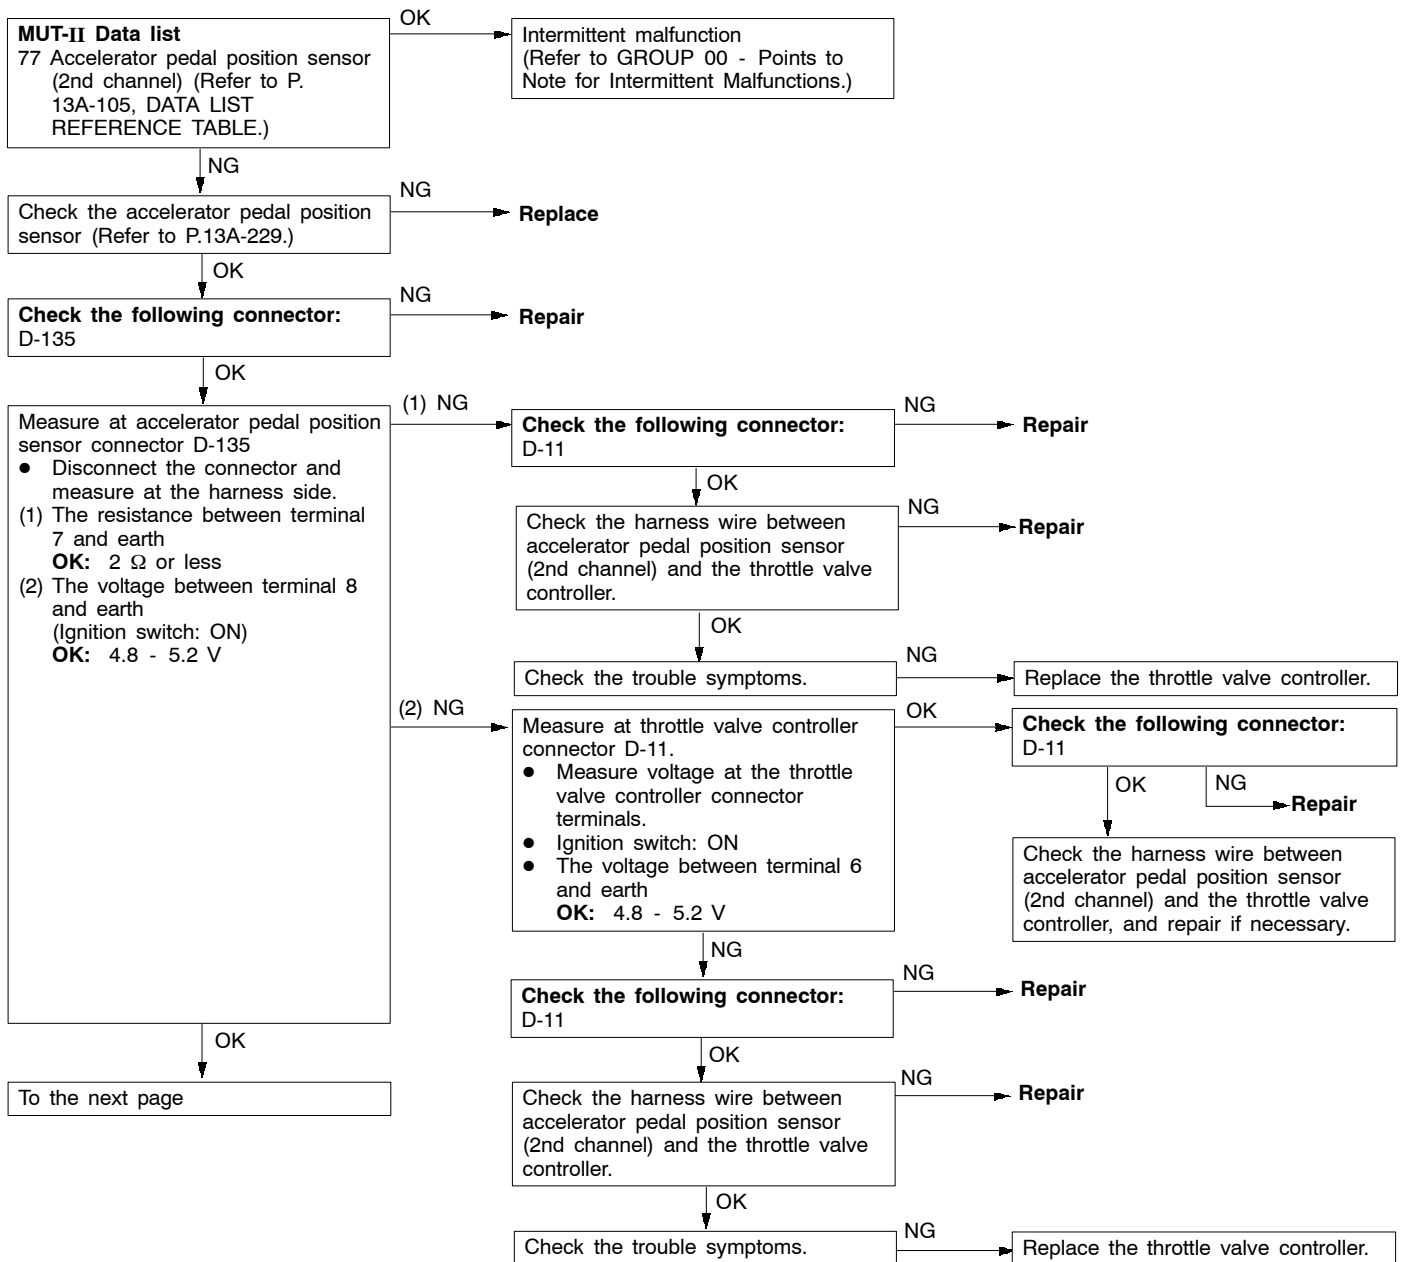 MUT-II Data list
77 Accelerator pedal position sensor
(2nd channel) (Refer to P.
13A-105, DATA LIST
REFERENCE TABLE.)
OK
Intermittent malfunction
(Refer to GROUP 00 - Points to
Note for Intermittent Malfunctions.)
NG
Check the accelerator pedal position
sensor (Refer to P.13A-229.)
NG
Replace
OK
Check the following connector:
D-135
NG
Repair
OK
Measure at accelerator pedal position
sensor connector D-135
● Disconnect the connector and
measure at the harness side.
(1) The resistance between terminal
7 and earth
OK: 2 Ω or less
(2) The voltage between terminal 8
and earth
(Ignition switch: ON)
OK: 4.8 - 5.2 V
(1) NG
Check the following connector:
D-11
NG
Repair
OK
Check the harness wire between
accelerator pedal position sensor
(2nd channel) and the throttle valve
controller.
NG
Repair
OK
Check the trouble symptoms.
NG
Replace the throttle valve controller.
(2) NG
Measure at throttle valve controller
connector D-11.
● Measure voltage at the throttle
valve controller connector
terminals.
● Ignition switch: ON
● The voltage between terminal 6
and earth
OK: 4.8 - 5.2 V
OK
Check the following connector:
D-11
OK
NG
Repair
Check the harness wire between
accelerator pedal position sensor
(2nd channel) and the throttle valve
controller, and repair if necessary.
NG
Check the following connector:
D-11
NG
Repair
OK
Check the harness wire between
accelerator pedal position sensor
(2nd channel) and the throttle valve
controller.
NG
Repair
OK
Check the trouble symptoms.
NG
Replace the throttle valve controller.
OK
To the next page